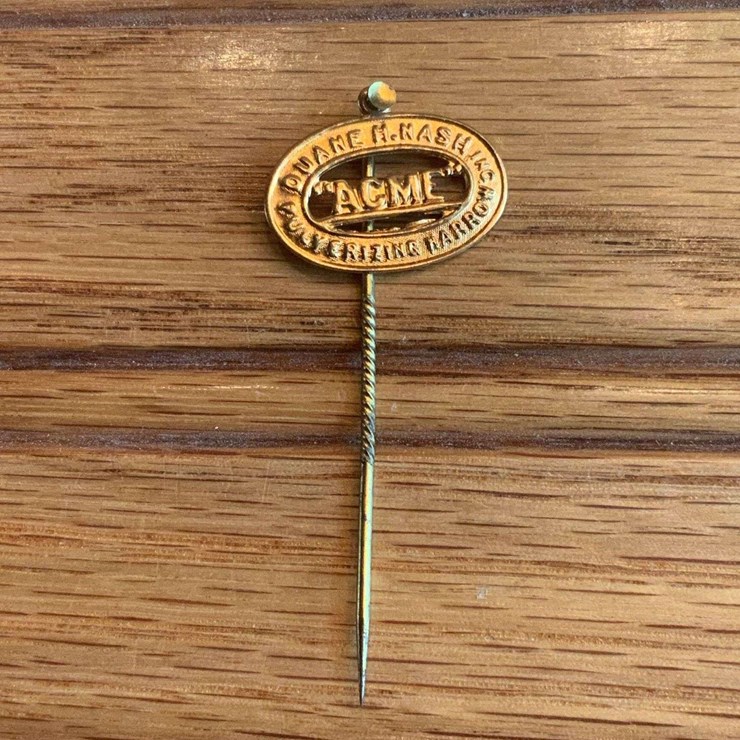 DUANE H. NASH INC.
"ACME"
PULVERIZING HARROW